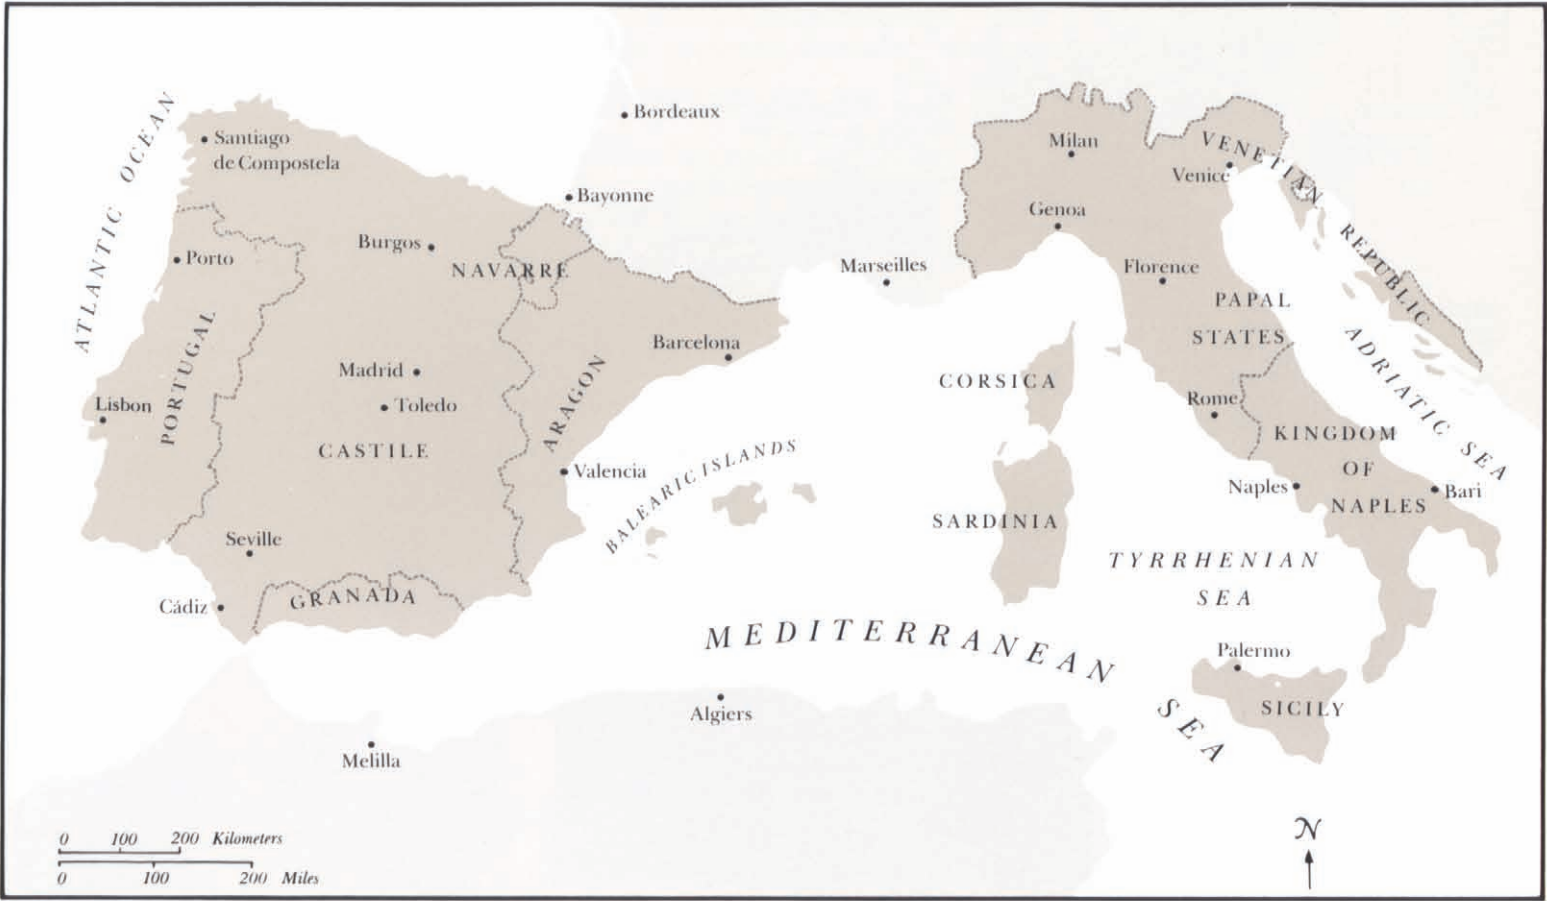 ATLANTIC OCEAN
Bordeaux
Santiago
de Compostela
Bayonne
Porto
Burgos
NAVARRE
PORTUGAL
Barcelona
Madrid
ARAGON
Lisbon
Toledo
CASTILE
Valencia
BALEARIC ISLANDS
Seville
Cádiz
GRANADA
Milan
VENETIAN REPUBLIC
Venice
Genoa
Marseilles
Florence
PAPAL
STATES
ADRIATIC SEA
CORSICA
Rome
KINGDOM
OF
NAPLES
Naples
Bari
SARDINIA
TYRRHENIAN
SEA
MEDITERRANEAN SEA
Palermo
SICILY
Algiers
Melilla
0 100 200 Kilometers
0 100 200 Miles
N